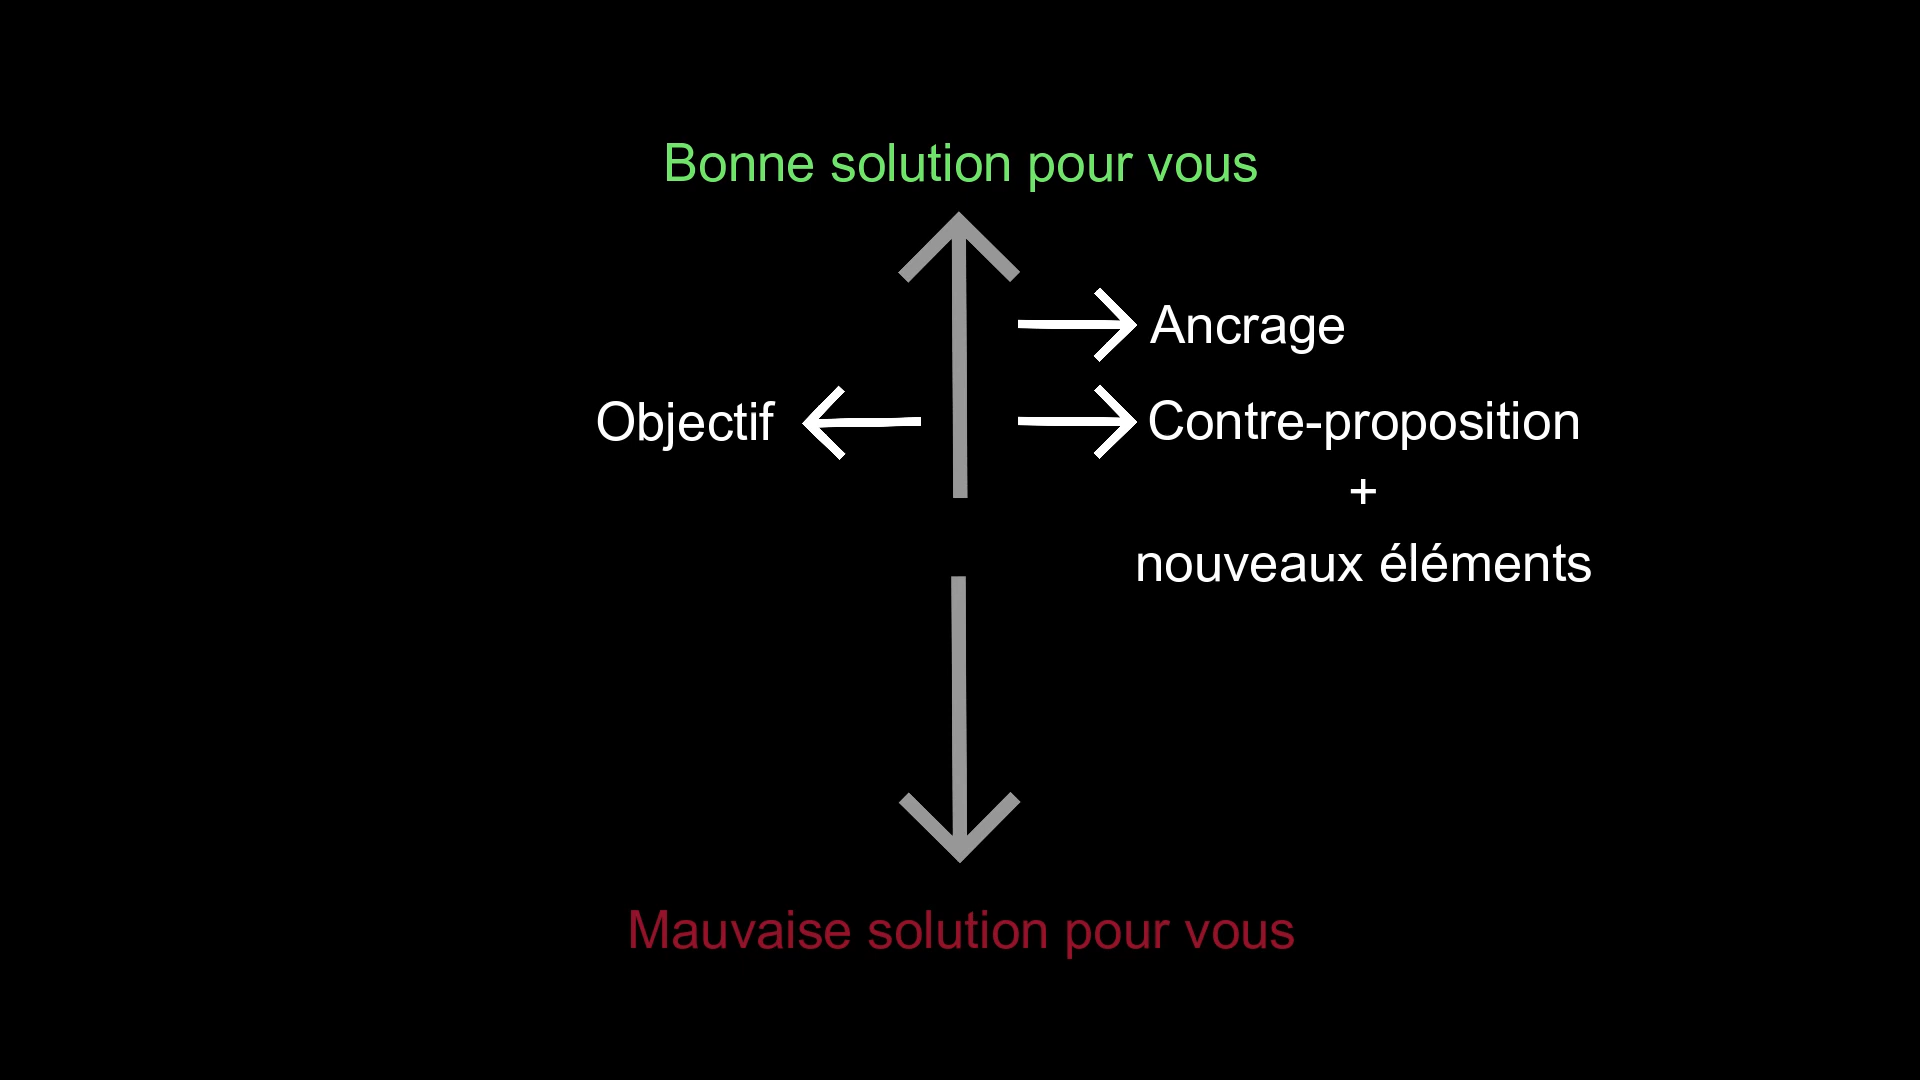 Bonne solution pour vous
Ancrage
Objectif
Contre-proposition
+
nouveaux éléments
Mauvaise solution pour vous